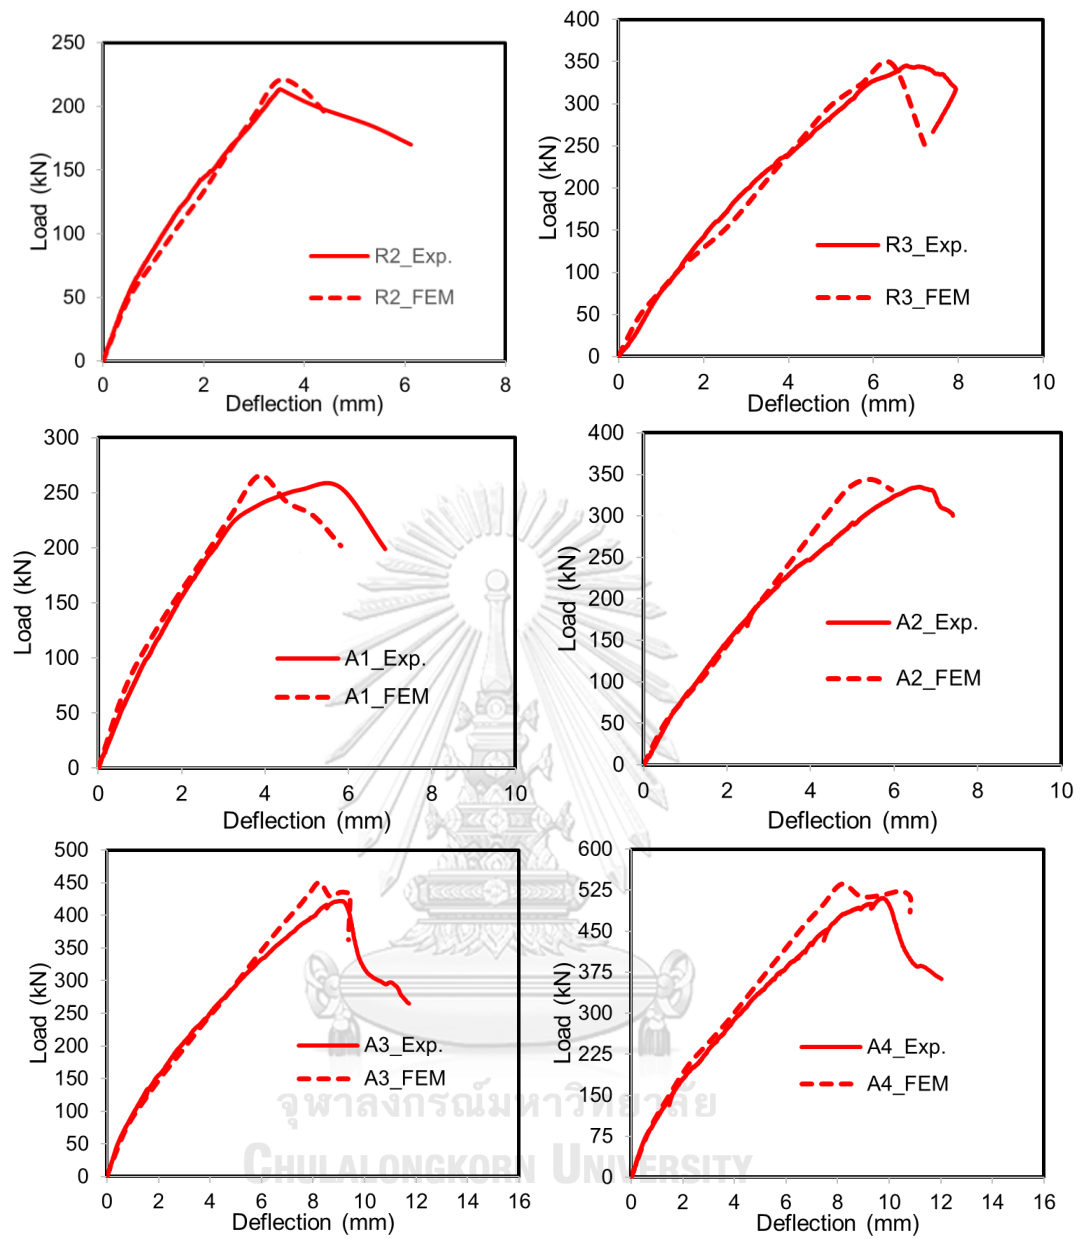 250
200
150
100
50
0
0 2 4 6 8
Load (kN)
Deflection (mm)
R2_Exp.
R2_FEM
400
350
300
250
200
150
100
50
0
0 2 4 6 8 10
Load (kN)
Deflection (mm)
R3_Exp.
R3_FEM
300
250
200
150
100
50
0
0 2 4 6 8 10
Load (kN)
Deflection (mm)
A1_Exp.
A1_FEM
400
350
300
250
200
150
100
50
0
0 2 4 6 8 10
Load (kN)
Deflection (mm)
A2_Exp.
A2_FEM
500
450
400
350
300
250
200
150
100
50
0
0 2 4 6 8 10 12 14 16
Load (kN)
Deflection (mm)
A3_Exp.
A3_FEM
600
525
450
375
300
225
150
75
0
0 2 4 6 8 10 12 14 16
Load (kN)
Deflection (mm)
A4_Exp.
A4_FEM
จุฬาลงกรณ์มหาวิทยาลัย
CHULALONGKORN UNIVERSITY